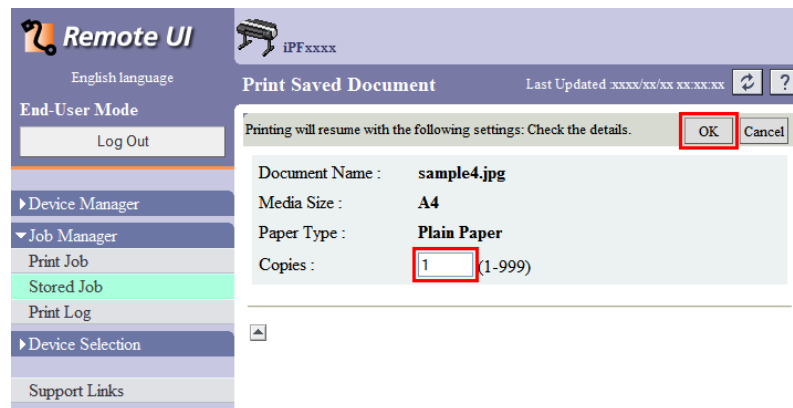 Remote UI
English language
End-User Mode
Log Out
Device Manager
Job Manager
Print Job
Stored Job
Print Log
Device Selection
Support Links
iPFxxxx
Print Saved Document Last Updated :xxxx/xx/xx xx:xx:xx ?
Printing will resume with the following settings: Check the details. OK Cancel
Document Name : sample4.jpg
Media Size : A4
Paper Type : Plain Paper
Copies : 1 (1-999)